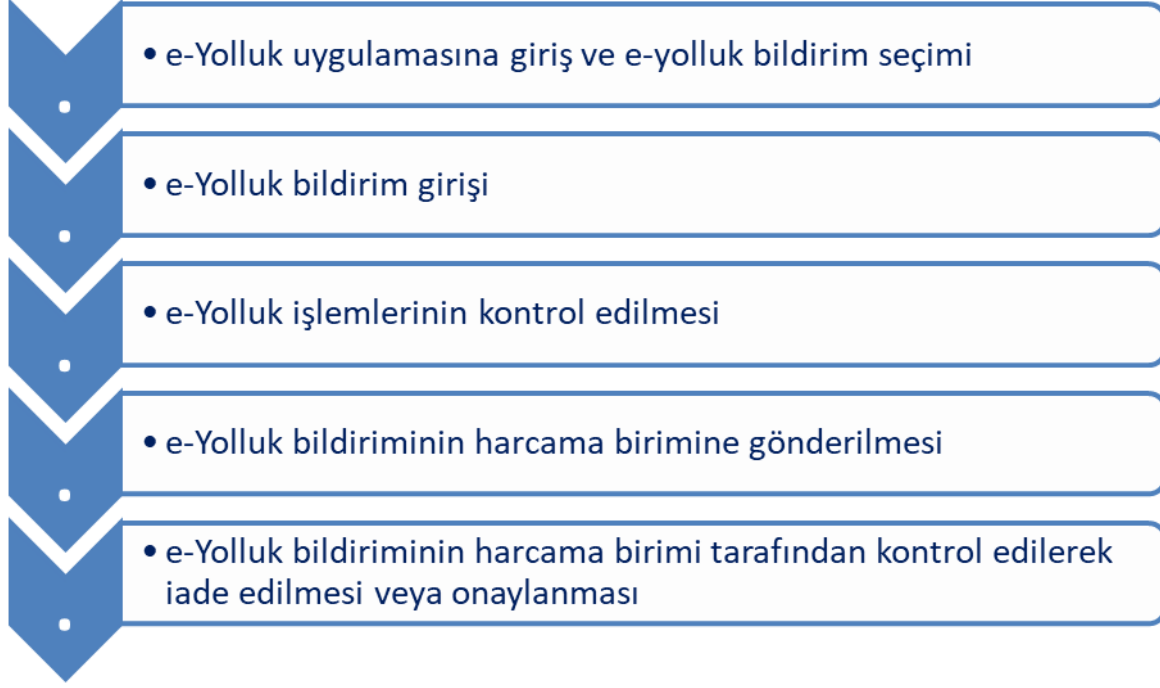 • e-Yolluk uygulamasına giriş ve e-yolluk bildirim seçimi
• e-Yolluk bildirim girişi
• e-Yolluk işlemlerinin kontrol edilmesi
• e-Yolluk bildiriminin harcama birimine gönderilmesi
• e-Yolluk bildiriminin harcama birimi tarafından kontrol edilerek
iade edilmesi veya onaylanması